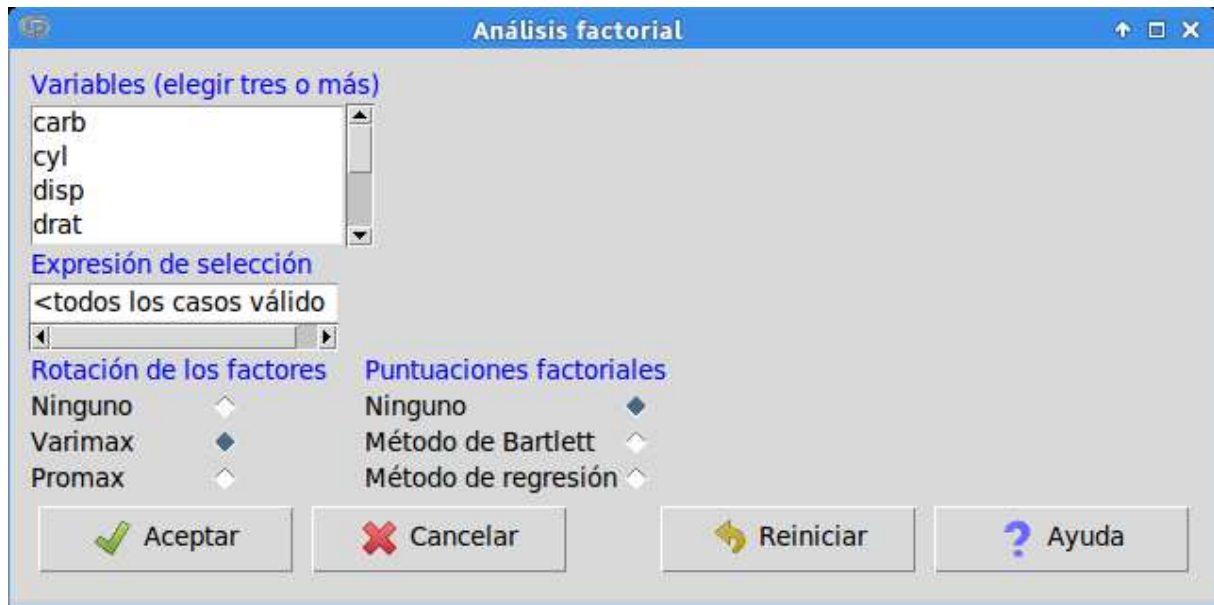 Análisis factorial
Variables (elegir tres o más)
carb
cyl
disp
drat
Expresión de selección
<todos los casos válido
Rotación de los factores
Ninguno
Varimax
Promax
Puntuaciones factoriales
Ninguno
Método de Bartlett
Método de regresión
Aceptar
Cancelar
Reiniciar
Ayuda